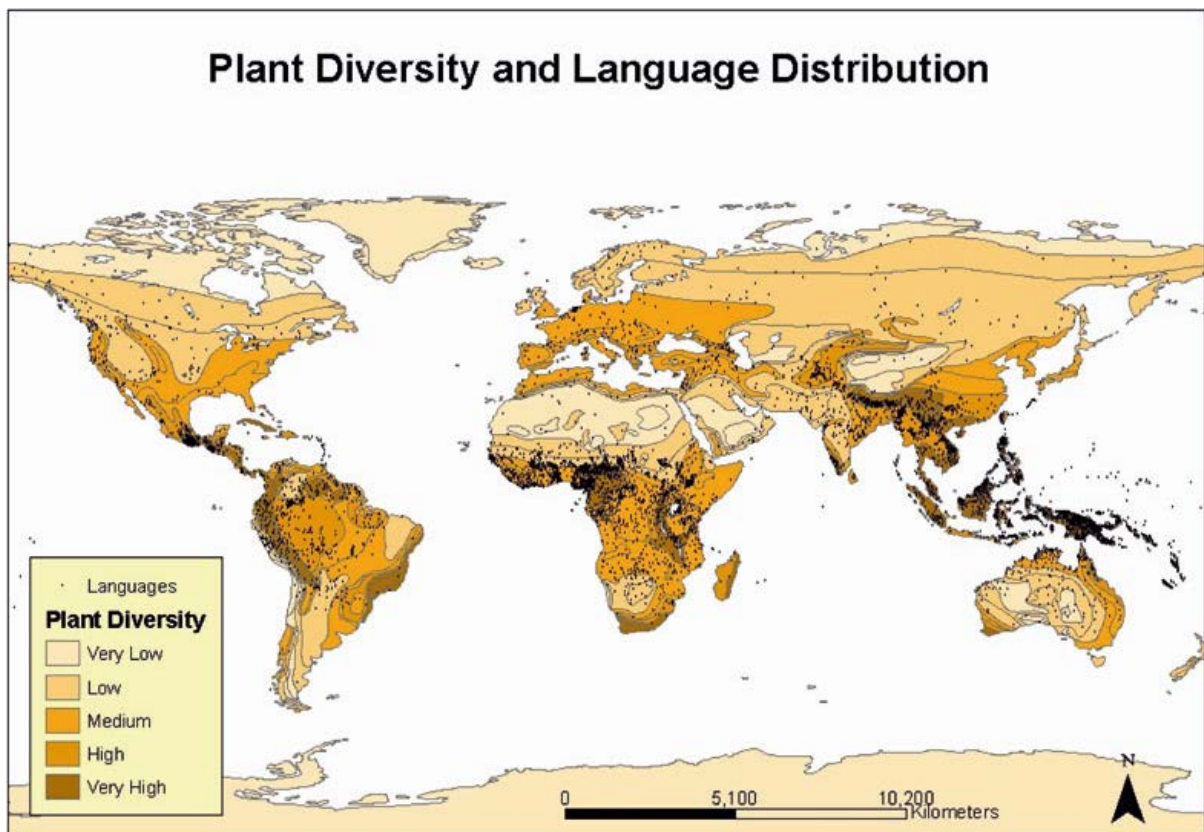 Plant Diversity and Language Distribution
Languages
Plant Diversity
Very Low
Low
Medium
High
Very High
N
0 5,100 10,200
Kilometers